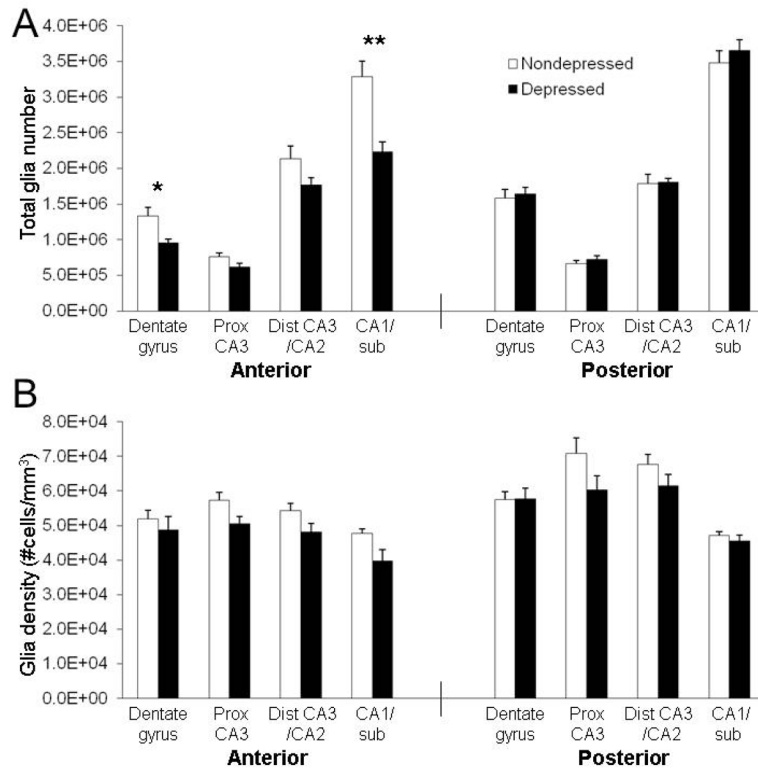 A
Total glia number
4.0E+06
3.5E+06
3.0E+06
2.5E+06
2.0E+06
1.5E+06
1.0E+06
5.0E+05
0.0E+00
*
**
Nondepressed
Depressed
Dentate gyrus
Prox CA3
Dist CA3 /CA2
CA1/ sub
Dentate gyrus
Prox CA3
Dist CA3 /CA2
CA1/ sub
Anterior
Posterior
B
Glia density (#cells/mm³)
8.0E+04
7.0E+04
6.0E+04
5.0E+04
4.0E+04
3.0E+04
2.0E+04
1.0E+04
0.0E+00
Dentate gyrus
Prox CA3
Dist CA3 /CA2
CA1/ sub
Dentate gyrus
Prox CA3
Dist CA3 /CA2
CA1/ sub
Anterior
Posterior